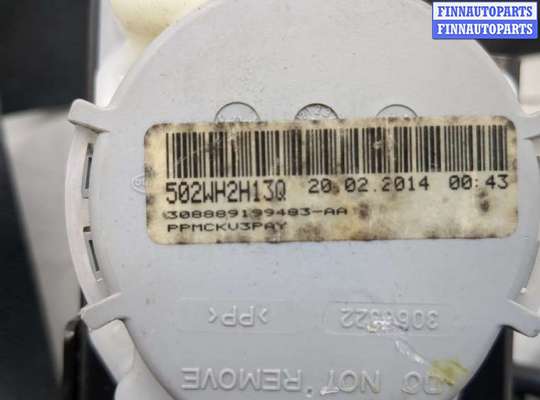 FINNAUTOPARTS
FINNAUTOPARTS
502WH2H13Q 20.02.2014 00:43
308889199483-AA
PPMCKV3PAY
>PP<
DO NOT REMOVE